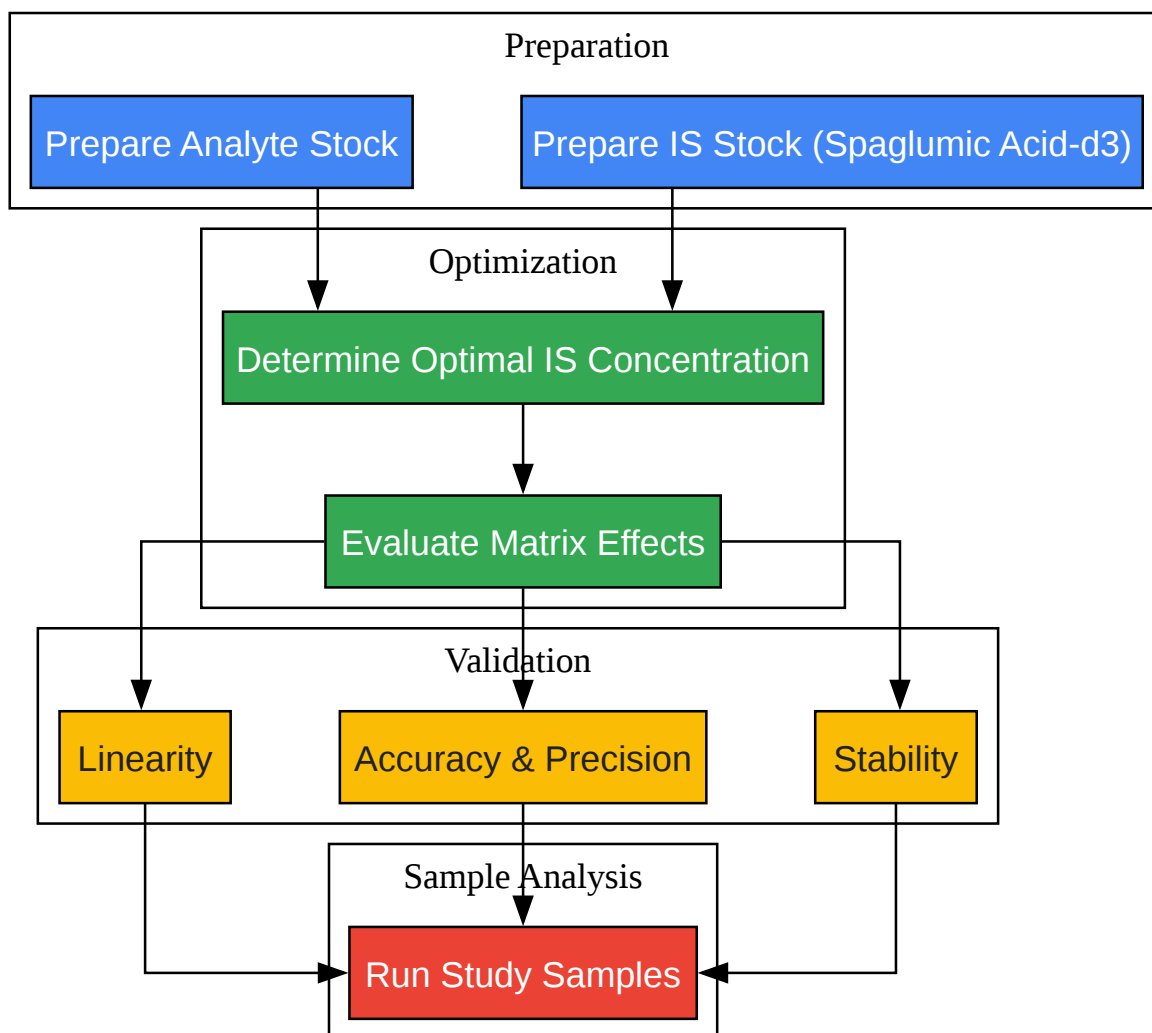 Preparation
Prepare Analyte Stock
Prepare IS Stock (Spaglumic Acid-d3)
Optimization
Determine Optimal IS Concentration
Evaluate Matrix Effects
Validation
Linearity
Accuracy & Precision
Stability
Sample Analysis
Run Study Samples